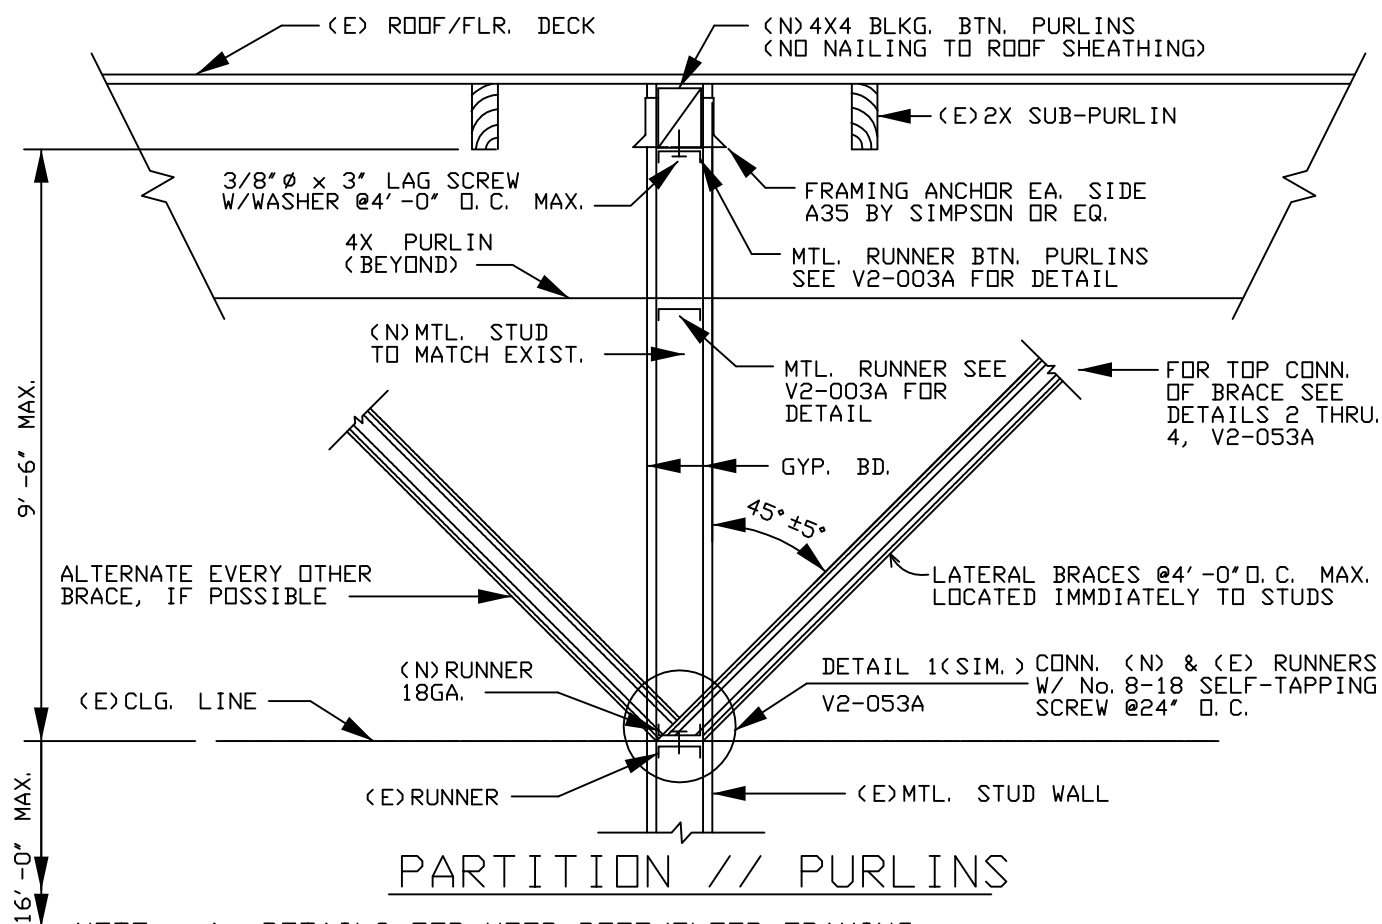 (E) ROOF/FLR. DECK
(N)4X4 BLKG. BTN. PURLINS
(NO NAILING TO ROOF SHEATHING)
(E)2X SUB-PURLIN
3/8"Ø x 3" LAG SCREW
W/WASHER @4'-0" O.C. MAX.
FRAMING ANCHOR EA. SIDE
A35 BY SIMPSON OR EQ.
4X PURLIN
(BEYOND)
MTL. RUNNER BTN. PURLINS
SEE V2-003A FOR DETAIL
(N)MTL. STUD
TO MATCH EXIST.
MTL. RUNNER SEE
V2-003A FOR
DETAIL
FOR TOP CONN.
OF BRACE SEE
DETAILS 2 THRU.
4, V2-053A
9'-6" MAX.
GYP. BD.
45°±5°
ALTERNATE EVERY OTHER
BRACE, IF POSSIBLE
LATERAL BRACES @4'-0"O.C. MAX.
LOCATED IMMDIATELY TO STUDS
(N)RUNNER
18GA.
DETAIL 1(SIM.)
V2-053A
CONN. (N) & (E) RUNNERS
W/ No. 8-18 SELF-TAPPING
SCREW @24" O.C.
(E)CLG. LINE
(E)RUNNER
(E)MTL. STUD WALL
16'-0" MAX.
PARTITION // PURLINS